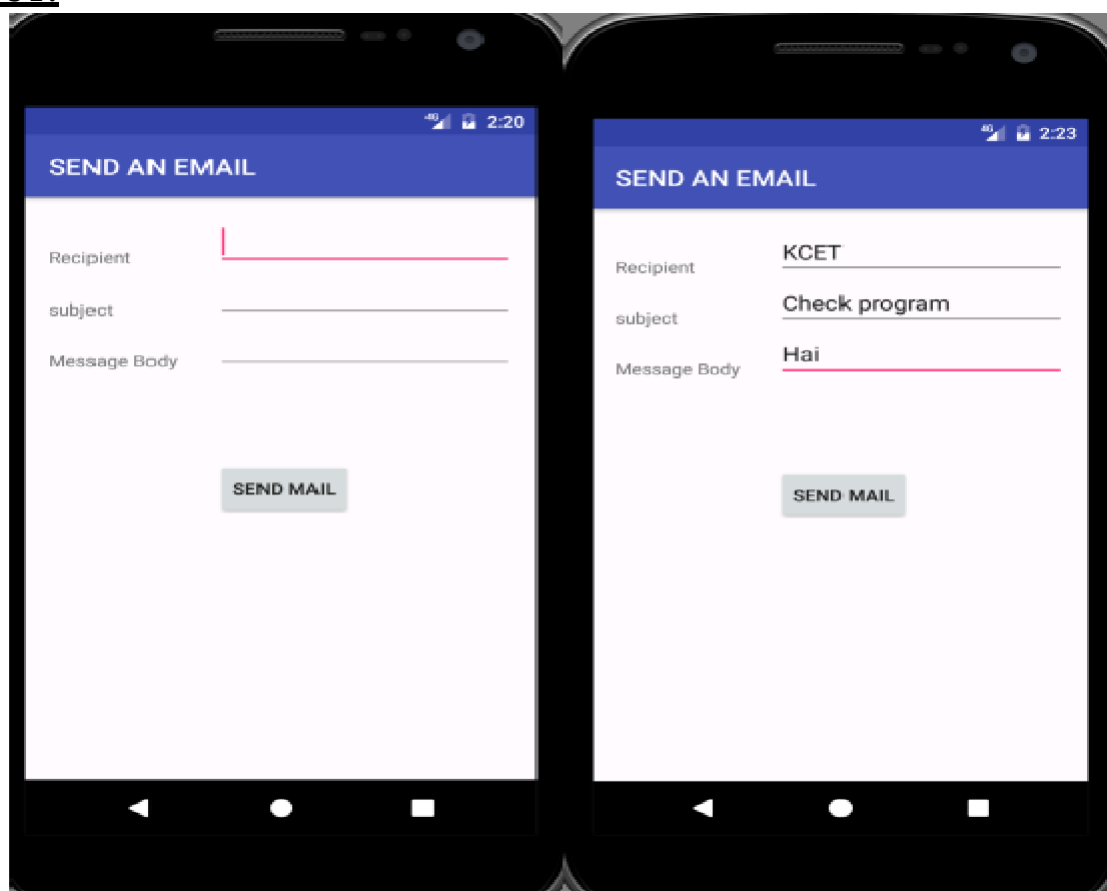 2:20
SEND AN EMAIL
Recipient
subject
Message Body
SEND MAIL
2:23
SEND AN EMAIL
Recipient KCET
subject Check program
Message Body Hai
SEND MAIL